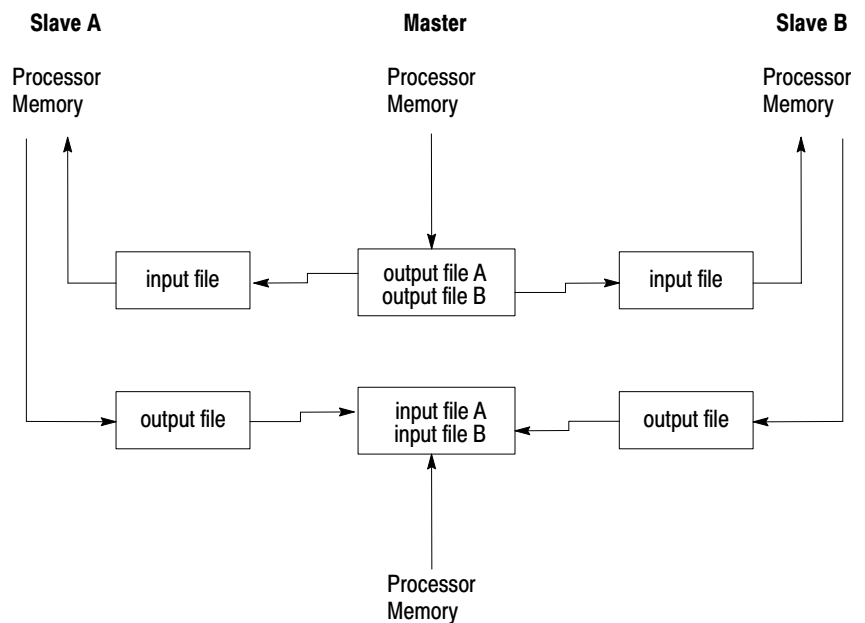 Slave A
Master
Slave B
Processor
Memory
Processor
Memory
Processor
Memory
input file
output file A
output file B
input file
output file
input file A
input file B
output file
Processor
Memory